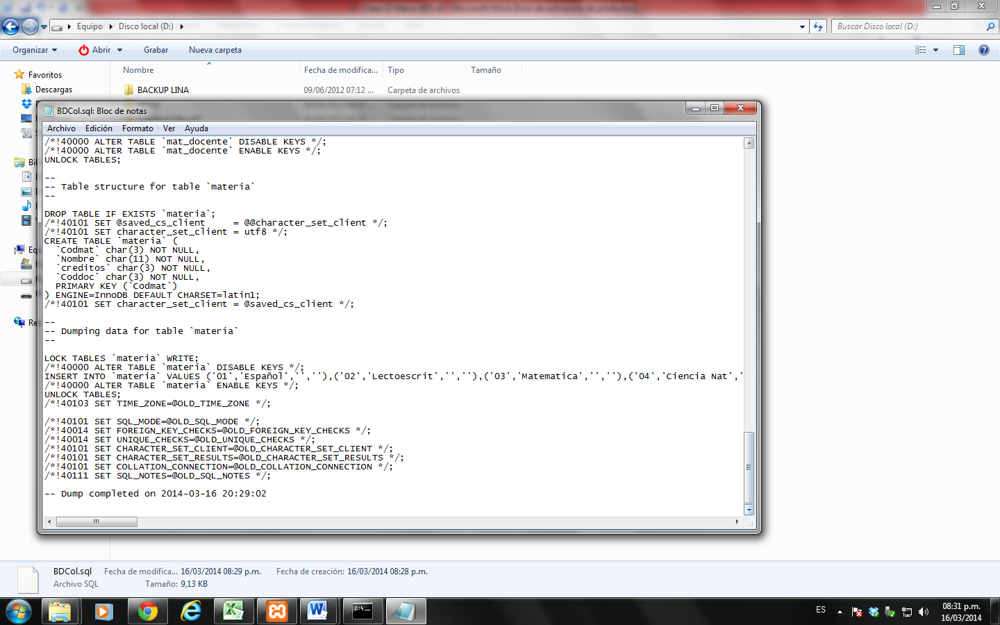 Equipo
Disco local (D:)
Buscar Disco local (D:)
Organizar
Abrir
Grabar
Nueva carpeta
Nombre
Fecha de modifica...
Tipo
Tamaño
Favoritos
Descargas
BACKUP LINA
09/06/2012 07:12 ...
Carpeta de archivos
Bi
Eq
Re
BDCol.sql: Bloc de notas
Archivo
Edición
Formato
Ver
Ayuda
/*!40000 ALTER TABLE `mat_docente` DISABLE KEYS */;
/*!40000 ALTER TABLE `mat_docente` ENABLE KEYS */;
UNLOCK TABLES;
--
-- Table structure for table `materia`
--
DROP TABLE IF EXISTS `materia`;
/*!40101 SET @saved_cs_client     = @@character_set_client */;
/*!40101 SET character_set_client = utf8 */;
CREATE TABLE `materia` (
  `Codmat` char(3) NOT NULL,
  `Nombre` char(11) NOT NULL,
  `creditos` char(3) NOT NULL,
  `Coddoc` char(3) NOT NULL,
  PRIMARY KEY (`Codmat`)
) ENGINE=InnoDB DEFAULT CHARSET=latin1;
/*!40101 SET character_set_client = @saved_cs_client */;
--
-- Dumping data for table `materia`
--
LOCK TABLES `materia` WRITE;
/*!40000 ALTER TABLE `materia` DISABLE KEYS */;
INSERT INTO `materia` VALUES ('01','Español','',''),('02','Lectoescrit','',''),('03','Matematica','',''),('04','Ciencia Nat','','
/*!40000 ALTER TABLE `materia` ENABLE KEYS */;
UNLOCK TABLES;
/*!40103 SET TIME_ZONE=@OLD_TIME_ZONE */;
/*!40101 SET SQL_MODE=@OLD_SQL_MODE */;
/*!40014 SET FOREIGN_KEY_CHECKS=@OLD_FOREIGN_KEY_CHECKS */;
/*!40014 SET UNIQUE_CHECKS=@OLD_UNIQUE_CHECKS */;
/*!40101 SET CHARACTER_SET_CLIENT=@OLD_CHARACTER_SET_CLIENT */;
/*!40101 SET CHARACTER_SET_RESULTS=@OLD_CHARACTER_SET_RESULTS */;
/*!40101 SET COLLATION_CONNECTION=@OLD_COLLATION_CONNECTION */;
/*!40111 SET SQL_NOTES=@OLD_SQL_NOTES */;
-- Dump completed on 2014-03-16 20:29:02
BDCol.sql
Fecha de modifica... 16/03/2014 08:29 p.m.
Fecha de creación: 16/03/2014 08:28 p.m.
Archivo SQL
Tamaño: 9,13 KB
ES
08:31 p.m.
16/03/2014